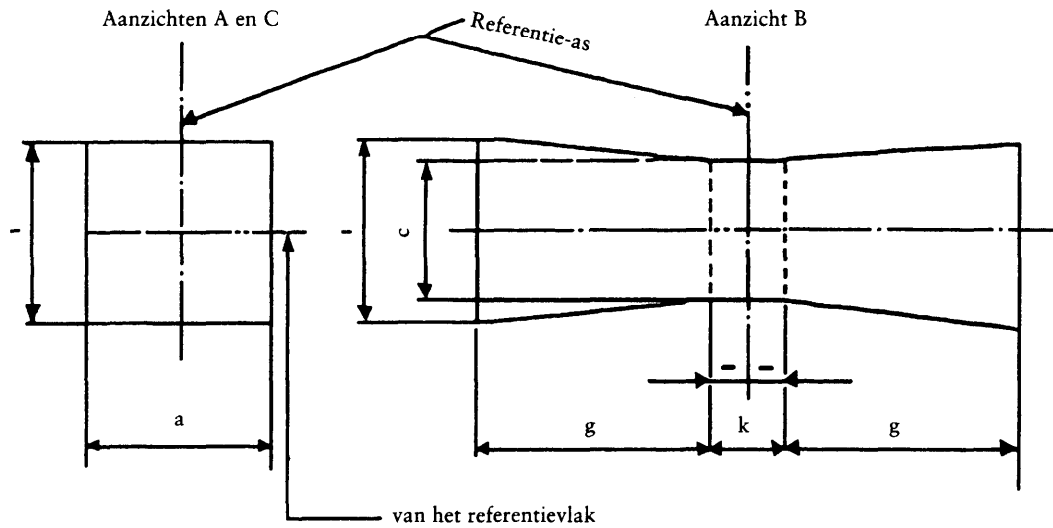 Aanzichten A en C
Referentie-as
Aanzicht B
c
a
g
k
g
van het referentievlak